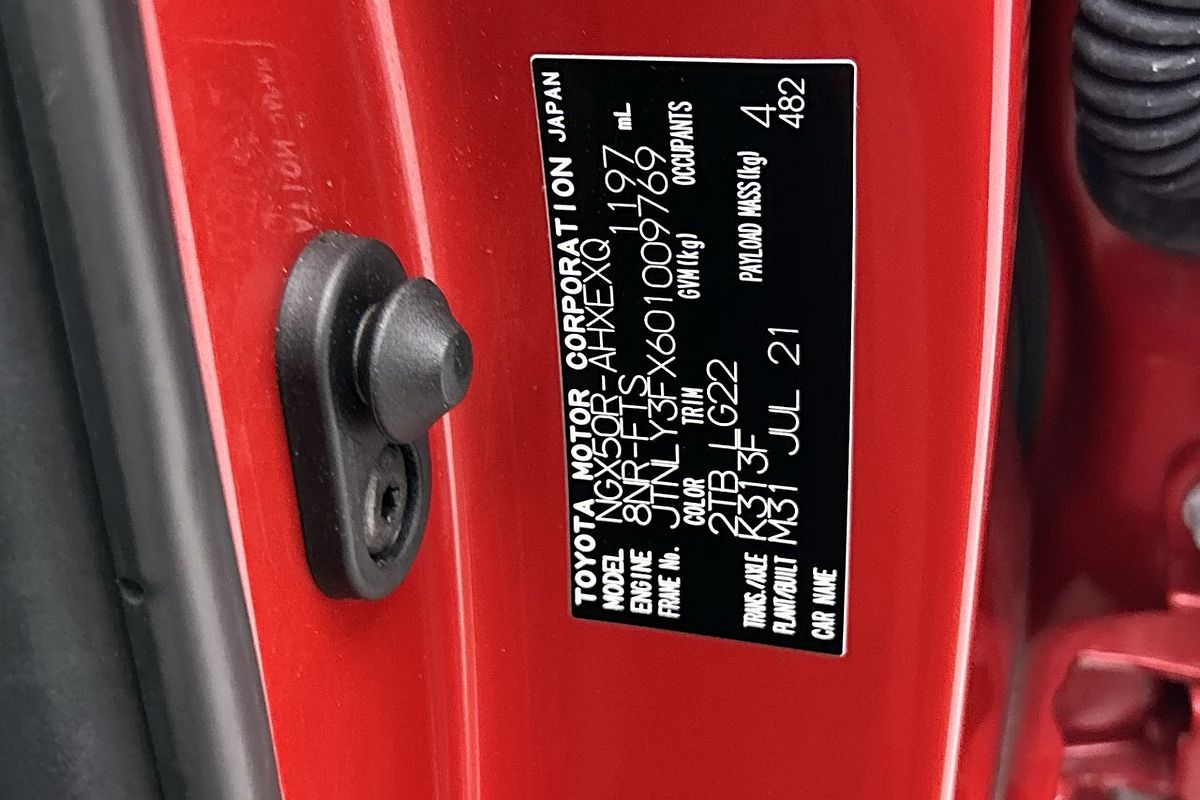 TOYOTA MOTOR CORPORATION JAPAN
MODEL NGX50R-AHXEXQ
ENGINE 8NR-FTS 1197 mL
FRAME No. JTNLY3FX601009769
COLOR TRIM GVM(kg) OCCUPANTS
2TB LG22 4
TRANS./AXLE K313F PAYLOAD MASS(kg) 482
PLANT/BUILT M31 JUL 21
CAR NAME